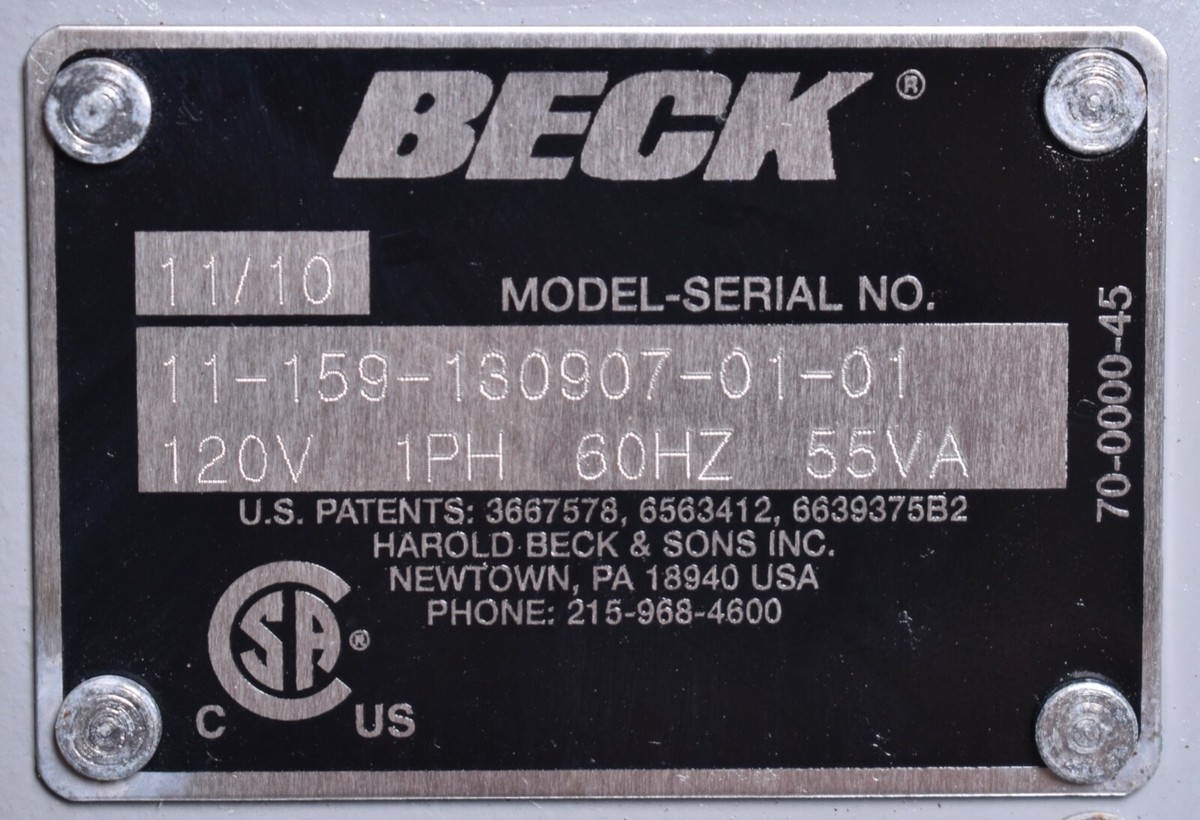 BECK®
11/10
MODEL-SERIAL NO.
11-159-130907-01-01
120V 1PH 60HZ 55VA
U.S. PATENTS: 3667578, 6563412, 6639375B2
HAROLD BECK & SONS INC.
NEWTOWN, PA 18940 USA
PHONE: 215-968-4600
CSA®
C US
70-0000-45